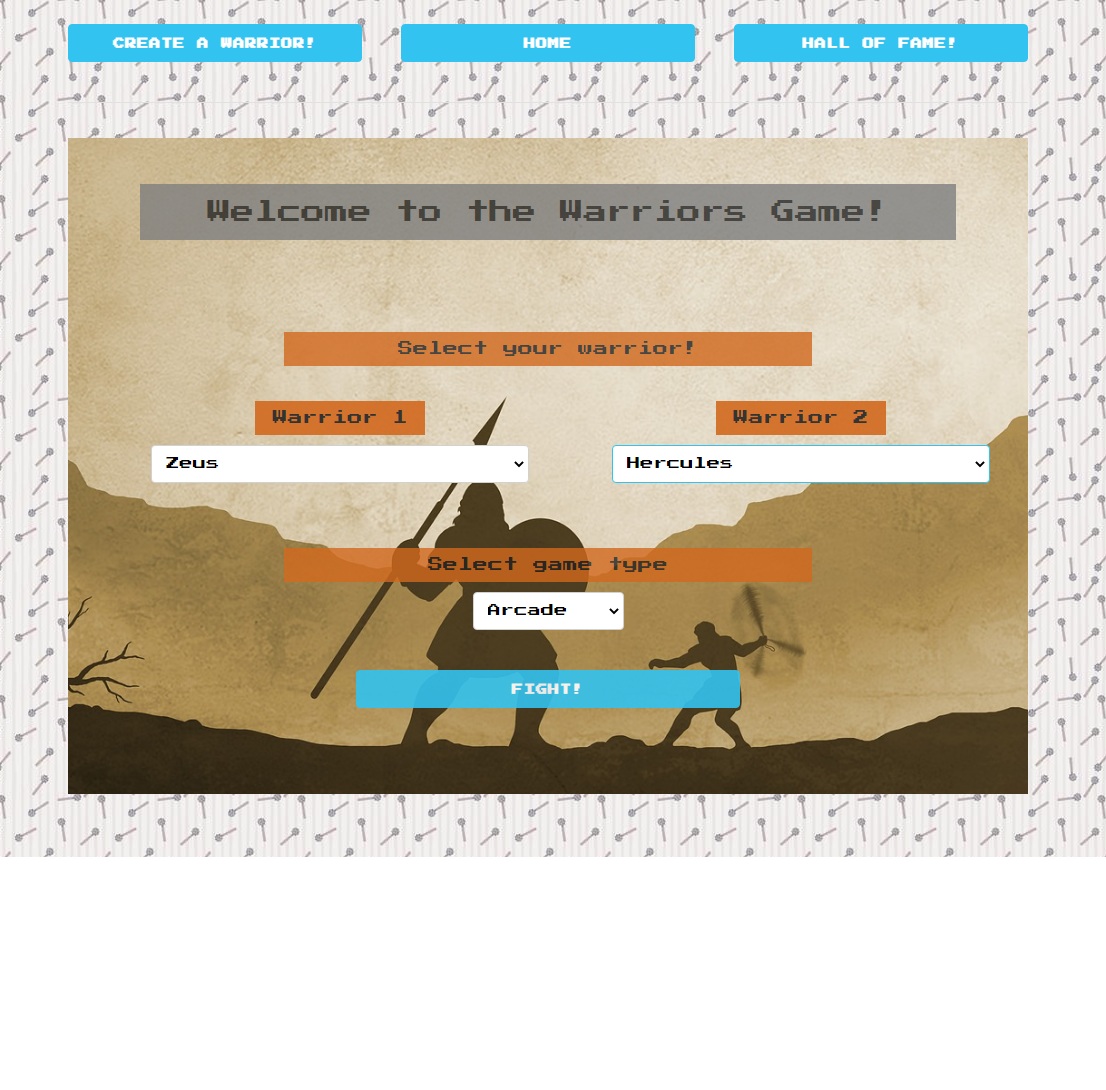 CREATE A WARRIOR!
HOME
HALL OF FAME!
Welcome to the Warriors Game!
Select your warrior!
Warrior 1
Warrior 2
Zeus
Hercules
Select game type
Arcade
FIGHT!